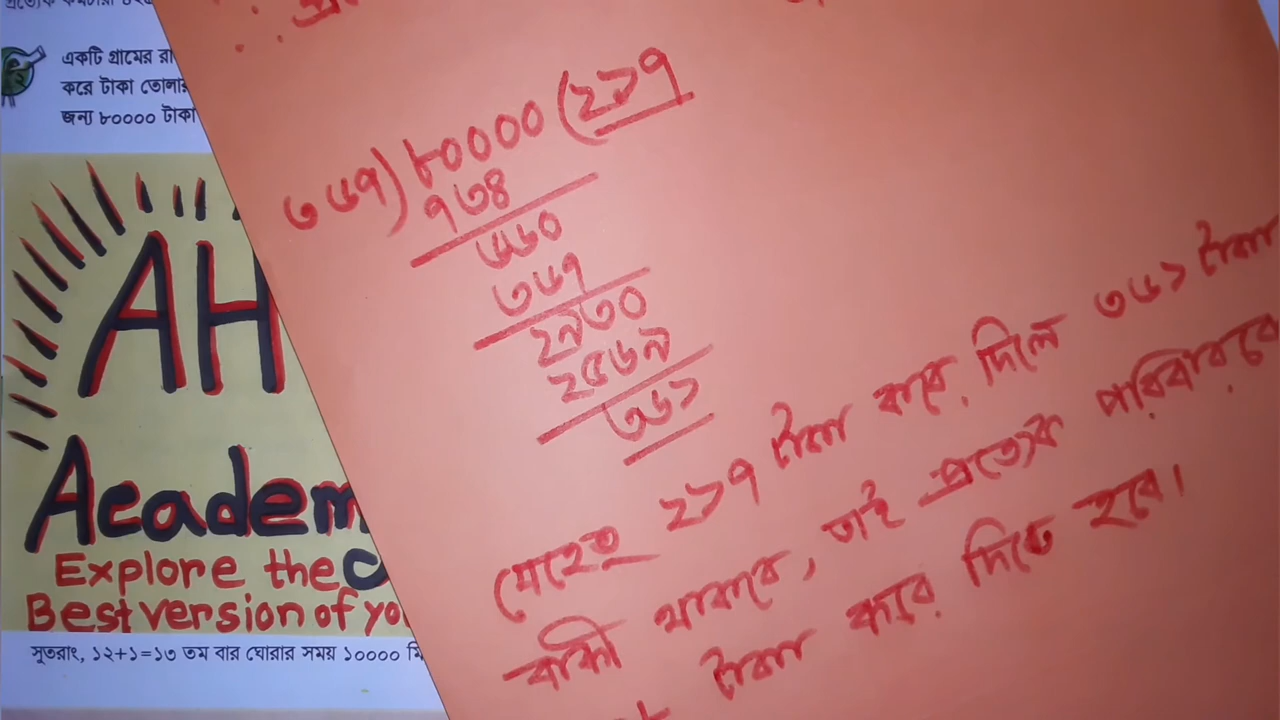 একটি গ্রামের রা
করে টাকা তোলার
জন্য ৮০০০০ টাকা
AH
Academ
Explore the
Best version of yo
সুতরাং, ১২+১=১৩ তম বার ঘোরার সময় ১০০০০ মি
৩৬৭)৮০০০০(২১৭
৭৩৪
৬৬০
৩৬৭
২৯৩০
২৫৬৯
৩৬১
যেহেতু ২১৭ টাকা করে দিলে ৩৬১ টাকা
বাকী থাকবে, তাই প্রত্যেক পরিবারকে
টাকা করে দিতে হবে।